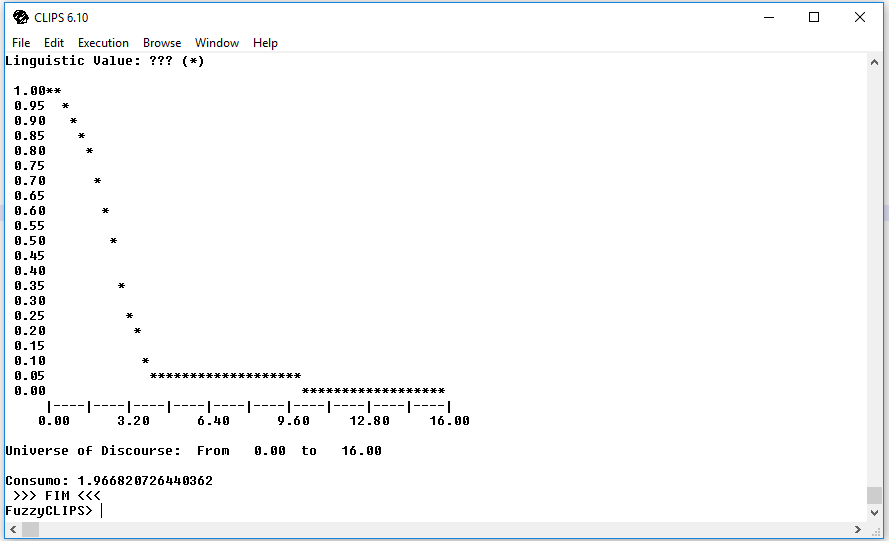 CLIPS 6.10
File Edit Execution Browse Window Help
Linguistic Value: ??? (*)
1.00**
0.95  *
0.90   *
0.85    *
0.80     *
0.75
0.70      *
0.65
0.60       *
0.55
0.50        *
0.45
0.40
0.35         *
0.30
0.25          *
0.20           *
0.15
0.10            *
0.05             *******************
0.00                                ******************
|----|----|----|----|----|----|----|----|----|----|
0.00      3.20      6.40      9.60     12.80     16.00
Universe of Discourse:  From   0.00  to   16.00
Consumo: 1.966820726440362
>>> FIM <<<
FuzzyCLIPS>